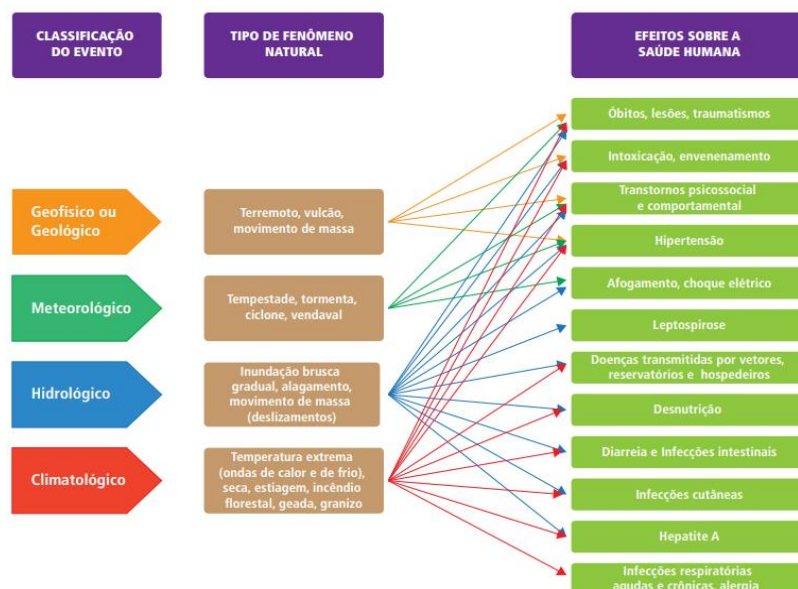 CLASSIFICAÇÃO
DO EVENTO
TIPO DE FENÔMENO
NATURAL
EFEITOS SOBRE A
SAÚDE HUMANA
Geofísico ou
Geológico
Meteorológico
Hidrológico
Climatológico
Terremoto, vulcão,
movimento de massa
Tempestade, tormenta,
ciclone, vendaval
Inundação brusca
gradual, alagamento,
movimento de massa
(deslizamentos)
Temperatura extrema
(ondas de calor e de frio),
seca, estiagem, incêndio
florestal, geada, granizo
Óbitos, lesões, traumatismos
Intoxicação, envenenamento
Transtornos psicossocial
e comportamental
Hipertensão
Afogamento, choque elétrico
Leptospirose
Doenças transmitidas por vetores,
reservatórios e hospedeiros
Desnutrição
Diarreia e Infecções intestinais
Infecções cutâneas
Hepatite A
Infecções respiratórias
agudas e crônicas, alergia